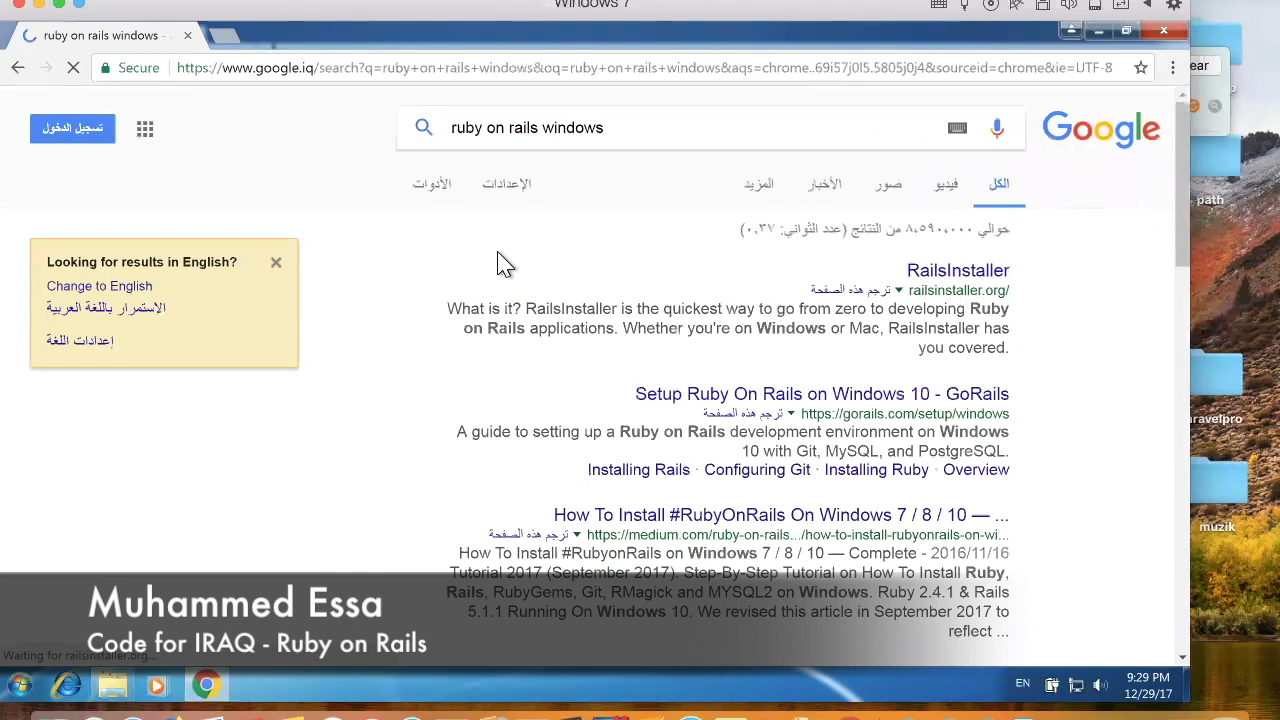 Windows 7
ruby on rails windows -
Secure
https://www.google.iq/search?q=ruby+on+rails+windows&oq=ruby+on+rails+windows&aqs=chrome..69i57j0l5.5805j0j4&sourceid=chrome&ie=UTF-8
ear
تسجيل الدخول
ruby on rails windows
Google
الكل
فيديو
صور
الأخبار
المزيد
الإعدادات
الأدوات
path
حوالي ٨,٥٩٠,٠٠٠ من النتائج (عدد الثواني: ٠,٣٧)
Looking for results in English?
Change to English
الاستمرار باللغة العربية
إعدادات اللغة
RailsInstaller
railsinstaller.org/ ترجم هذه الصفحة
What is it? RailsInstaller is the quickest way to go from zero to developing Ruby
on Rails applications. Whether you're on Windows or Mac, RailsInstaller has
you covered.
Setup Ruby On Rails on Windows 10 - GoRails
https://gorails.com/setup/windows ترجم هذه الصفحة
A guide to setting up a Ruby on Rails development environment on Windows
10 with Git, MySQL, and PostgreSQL.
Installing Rails · Configuring Git · Installing Ruby · Overview
ravelpro
How To Install #RubyOnRails On Windows 7 / 8 / 10 — ...
https://medium.com/ruby-on-rails.../how-to-install-rubyonrails-on-wi... ترجم هذه الصفحة
muzik
How To Install #RubyonRails on Windows 7 / 8 / 10 — Complete - 2016/11/16
Tutorial 2017 (September 2017). Step-By-Step Tutorial on How To Install Ruby,
Rails, RubyGems, Git, RMagick and MYSQL2 on Windows. Ruby 2.4.1 & Rails
5.1.1 Running On Windows 10. We revised this article in September 2017 to
reflect ...
Muhammed Essa
Code for IRAQ - Ruby on Rails
Waiting for railsinstaller.org...
EN
9:29 PM
12/29/17